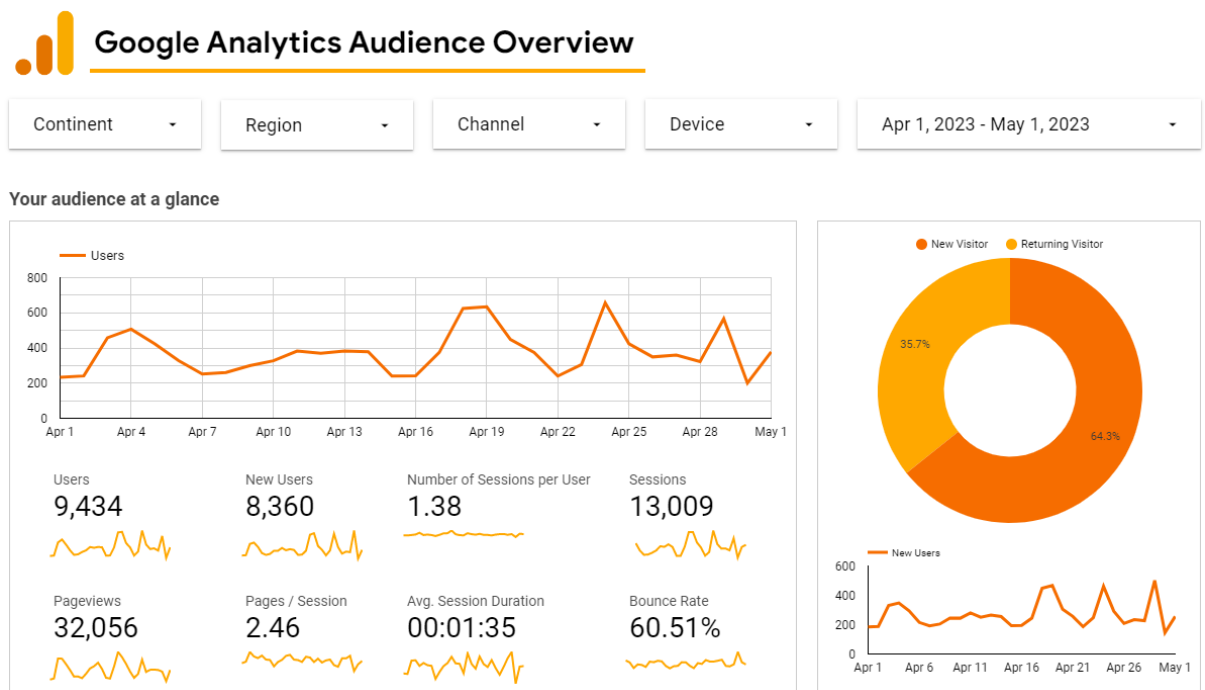 Google Analytics Audience Overview
Continent
Region
Channel
Device
Apr 1, 2023 - May 1, 2023
Your audience at a glance
Users
800
600
400
200
0
Apr 1 Apr 4 Apr 7 Apr 10 Apr 13 Apr 16 Apr 19 Apr 22 Apr 25 Apr 28 May 1
Users New Users Number of Sessions per User Sessions
9,434 8,360 1.38 13,009
Pageviews Pages / Session Avg. Session Duration Bounce Rate
32,056 2.46 00:01:35 60.51%
New Visitor Returning Visitor
35.7%
64.3%
New Users
600
400
200
0
Apr 1 Apr 6 Apr 11 Apr 16 Apr 21 Apr 26 May 1